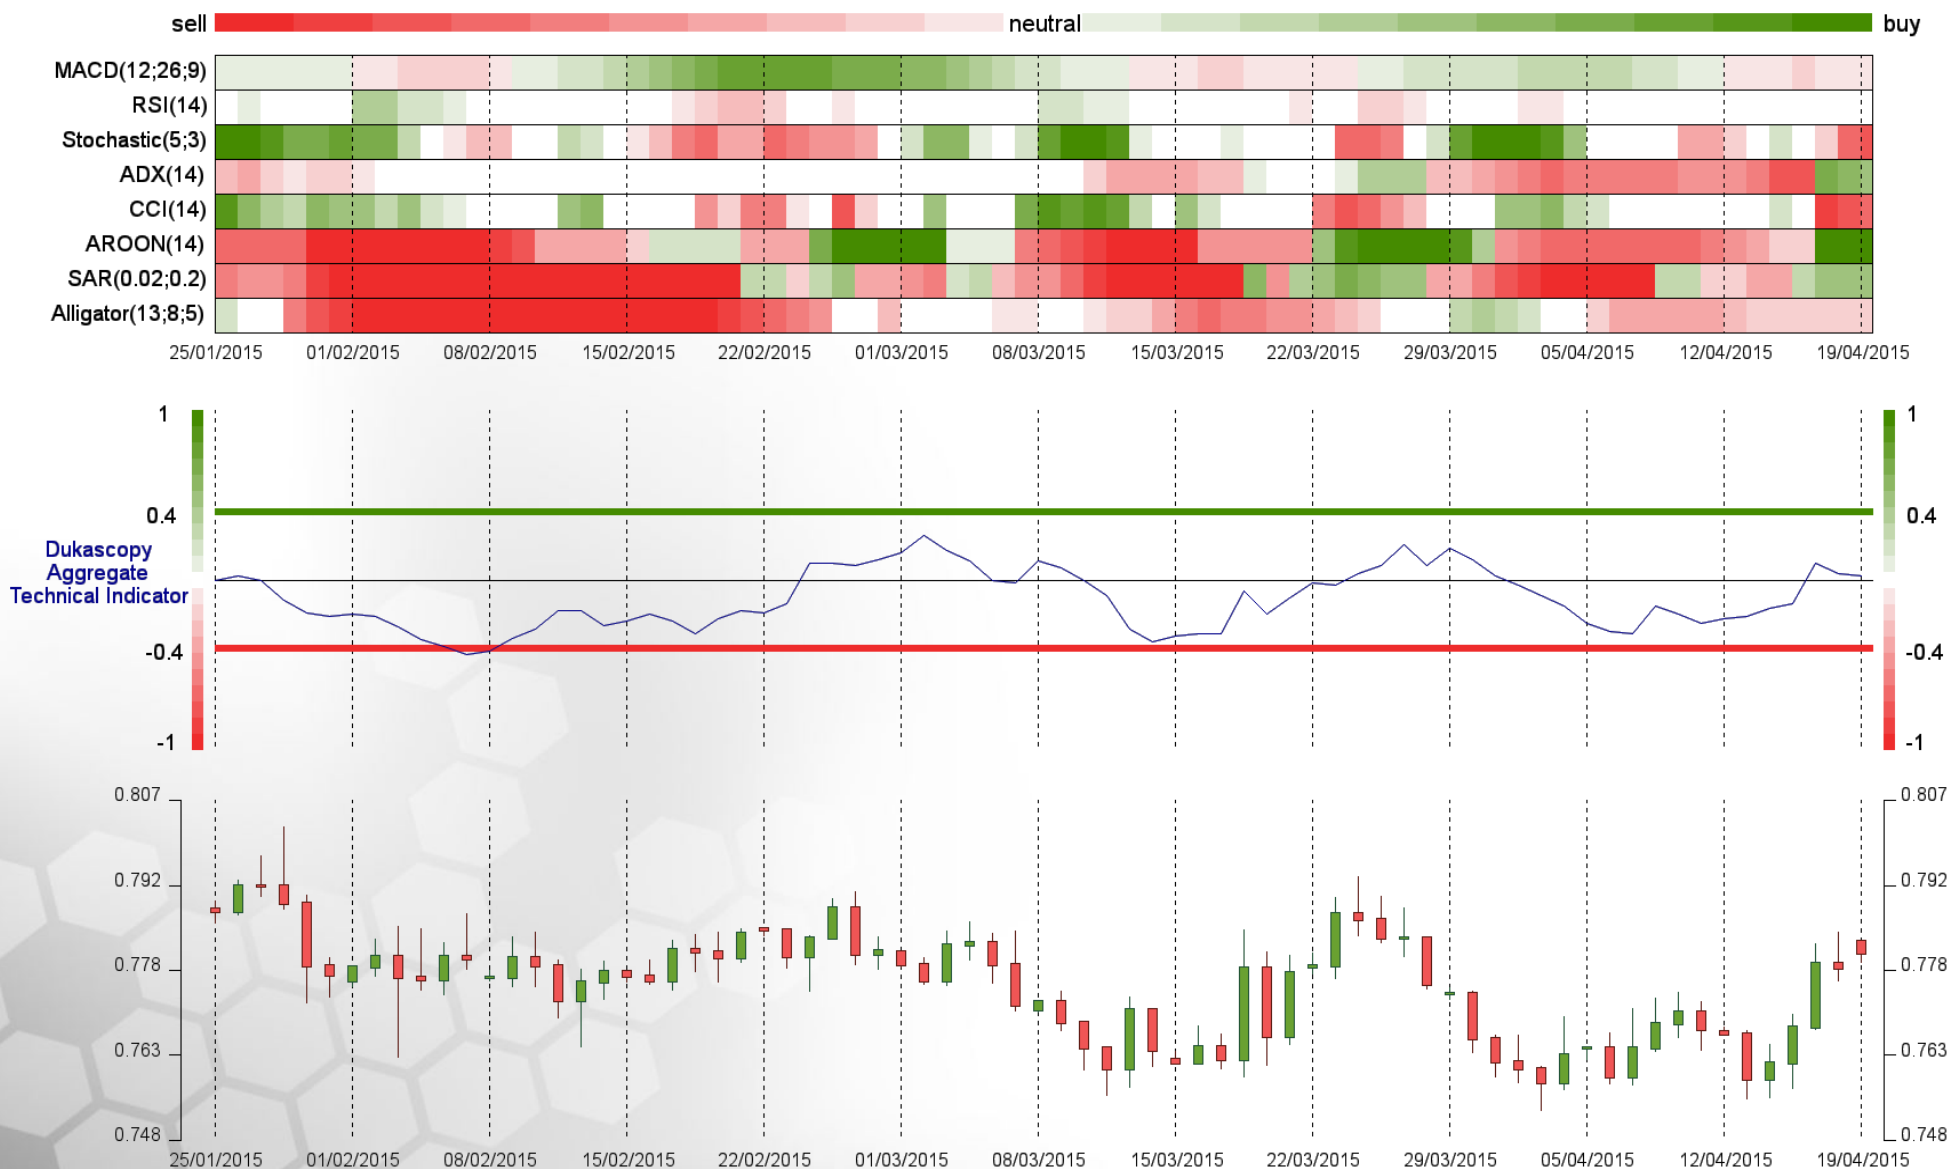 sell neutral buy
MACD(12;26;9)
RSI(14)
Stochastic(5;3)
ADX(14)
CCI(14)
AROON(14)
SAR(0.02;0.2)
Alligator(13;8;5)
25/01/2015 01/02/2015 08/02/2015 15/02/2015 22/02/2015 01/03/2015 08/03/2015 15/03/2015 22/03/2015 29/03/2015 05/04/2015 12/04/2015 19/04/2015
1 1
0.4 0.4
Dukascopy
Aggregate
Technical Indicator
-0.4 -0.4
-1 -1
0.807 0.807
0.792 0.792
0.778 0.778
0.763 0.763
0.748 0.748
25/01/2015 01/02/2015 08/02/2015 15/02/2015 22/02/2015 01/03/2015 08/03/2015 15/03/2015 22/03/2015 29/03/2015 05/04/2015 12/04/2015 19/04/2015